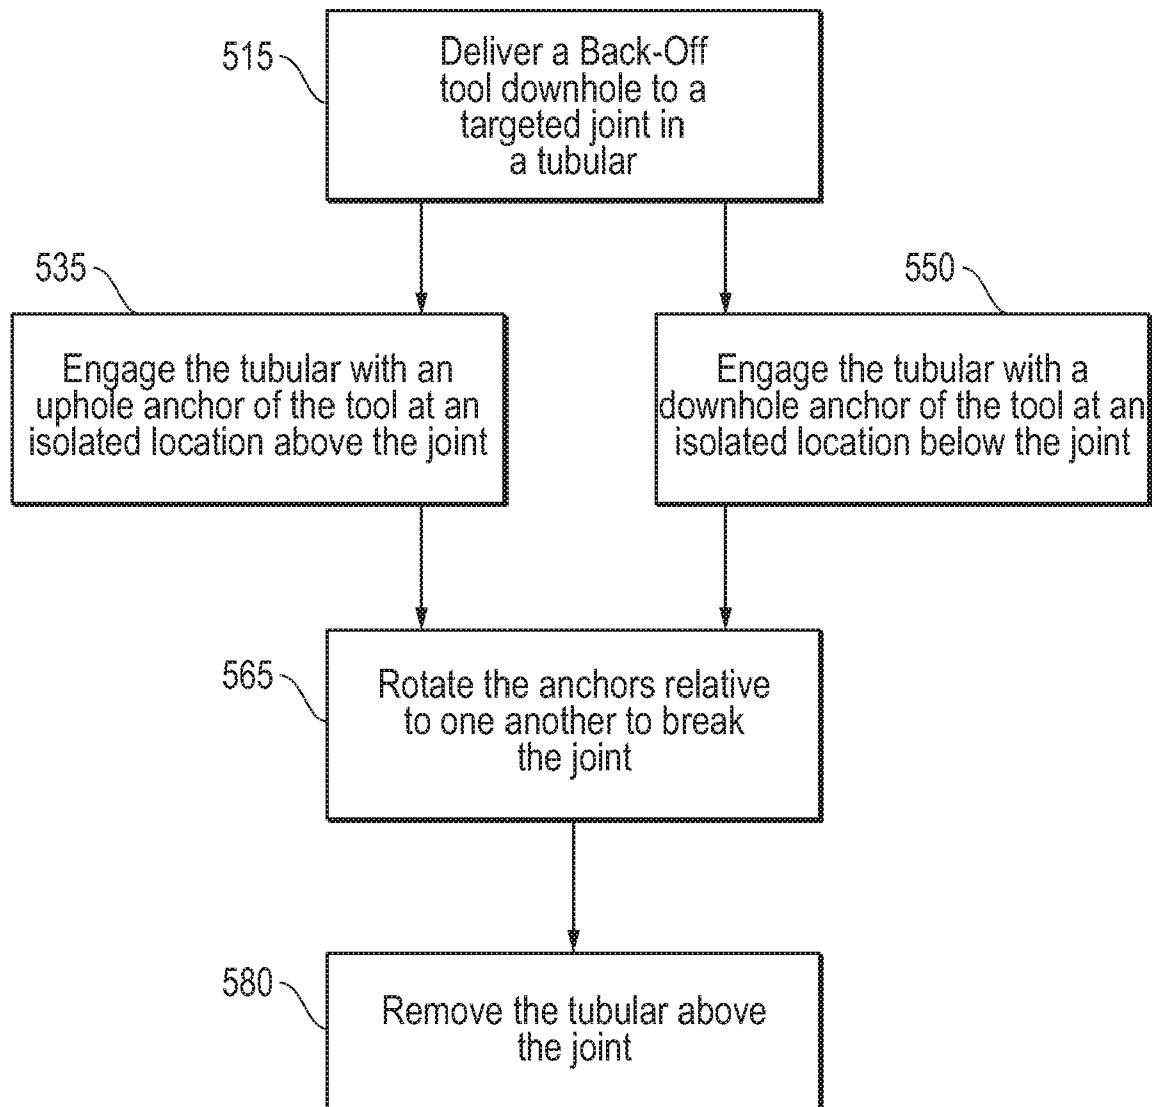 515
Deliver a Back-Off
tool downhole to a
targeted joint in
a tubular
535
Engage the tubular with an
uphole anchor of the tool at an
isolated location above the joint
550
Engage the tubular with a
downhole anchor of the tool at an
isolated location below the joint
565
Rotate the anchors relative
to one another to break
the joint
580
Remove the tubular above
the joint